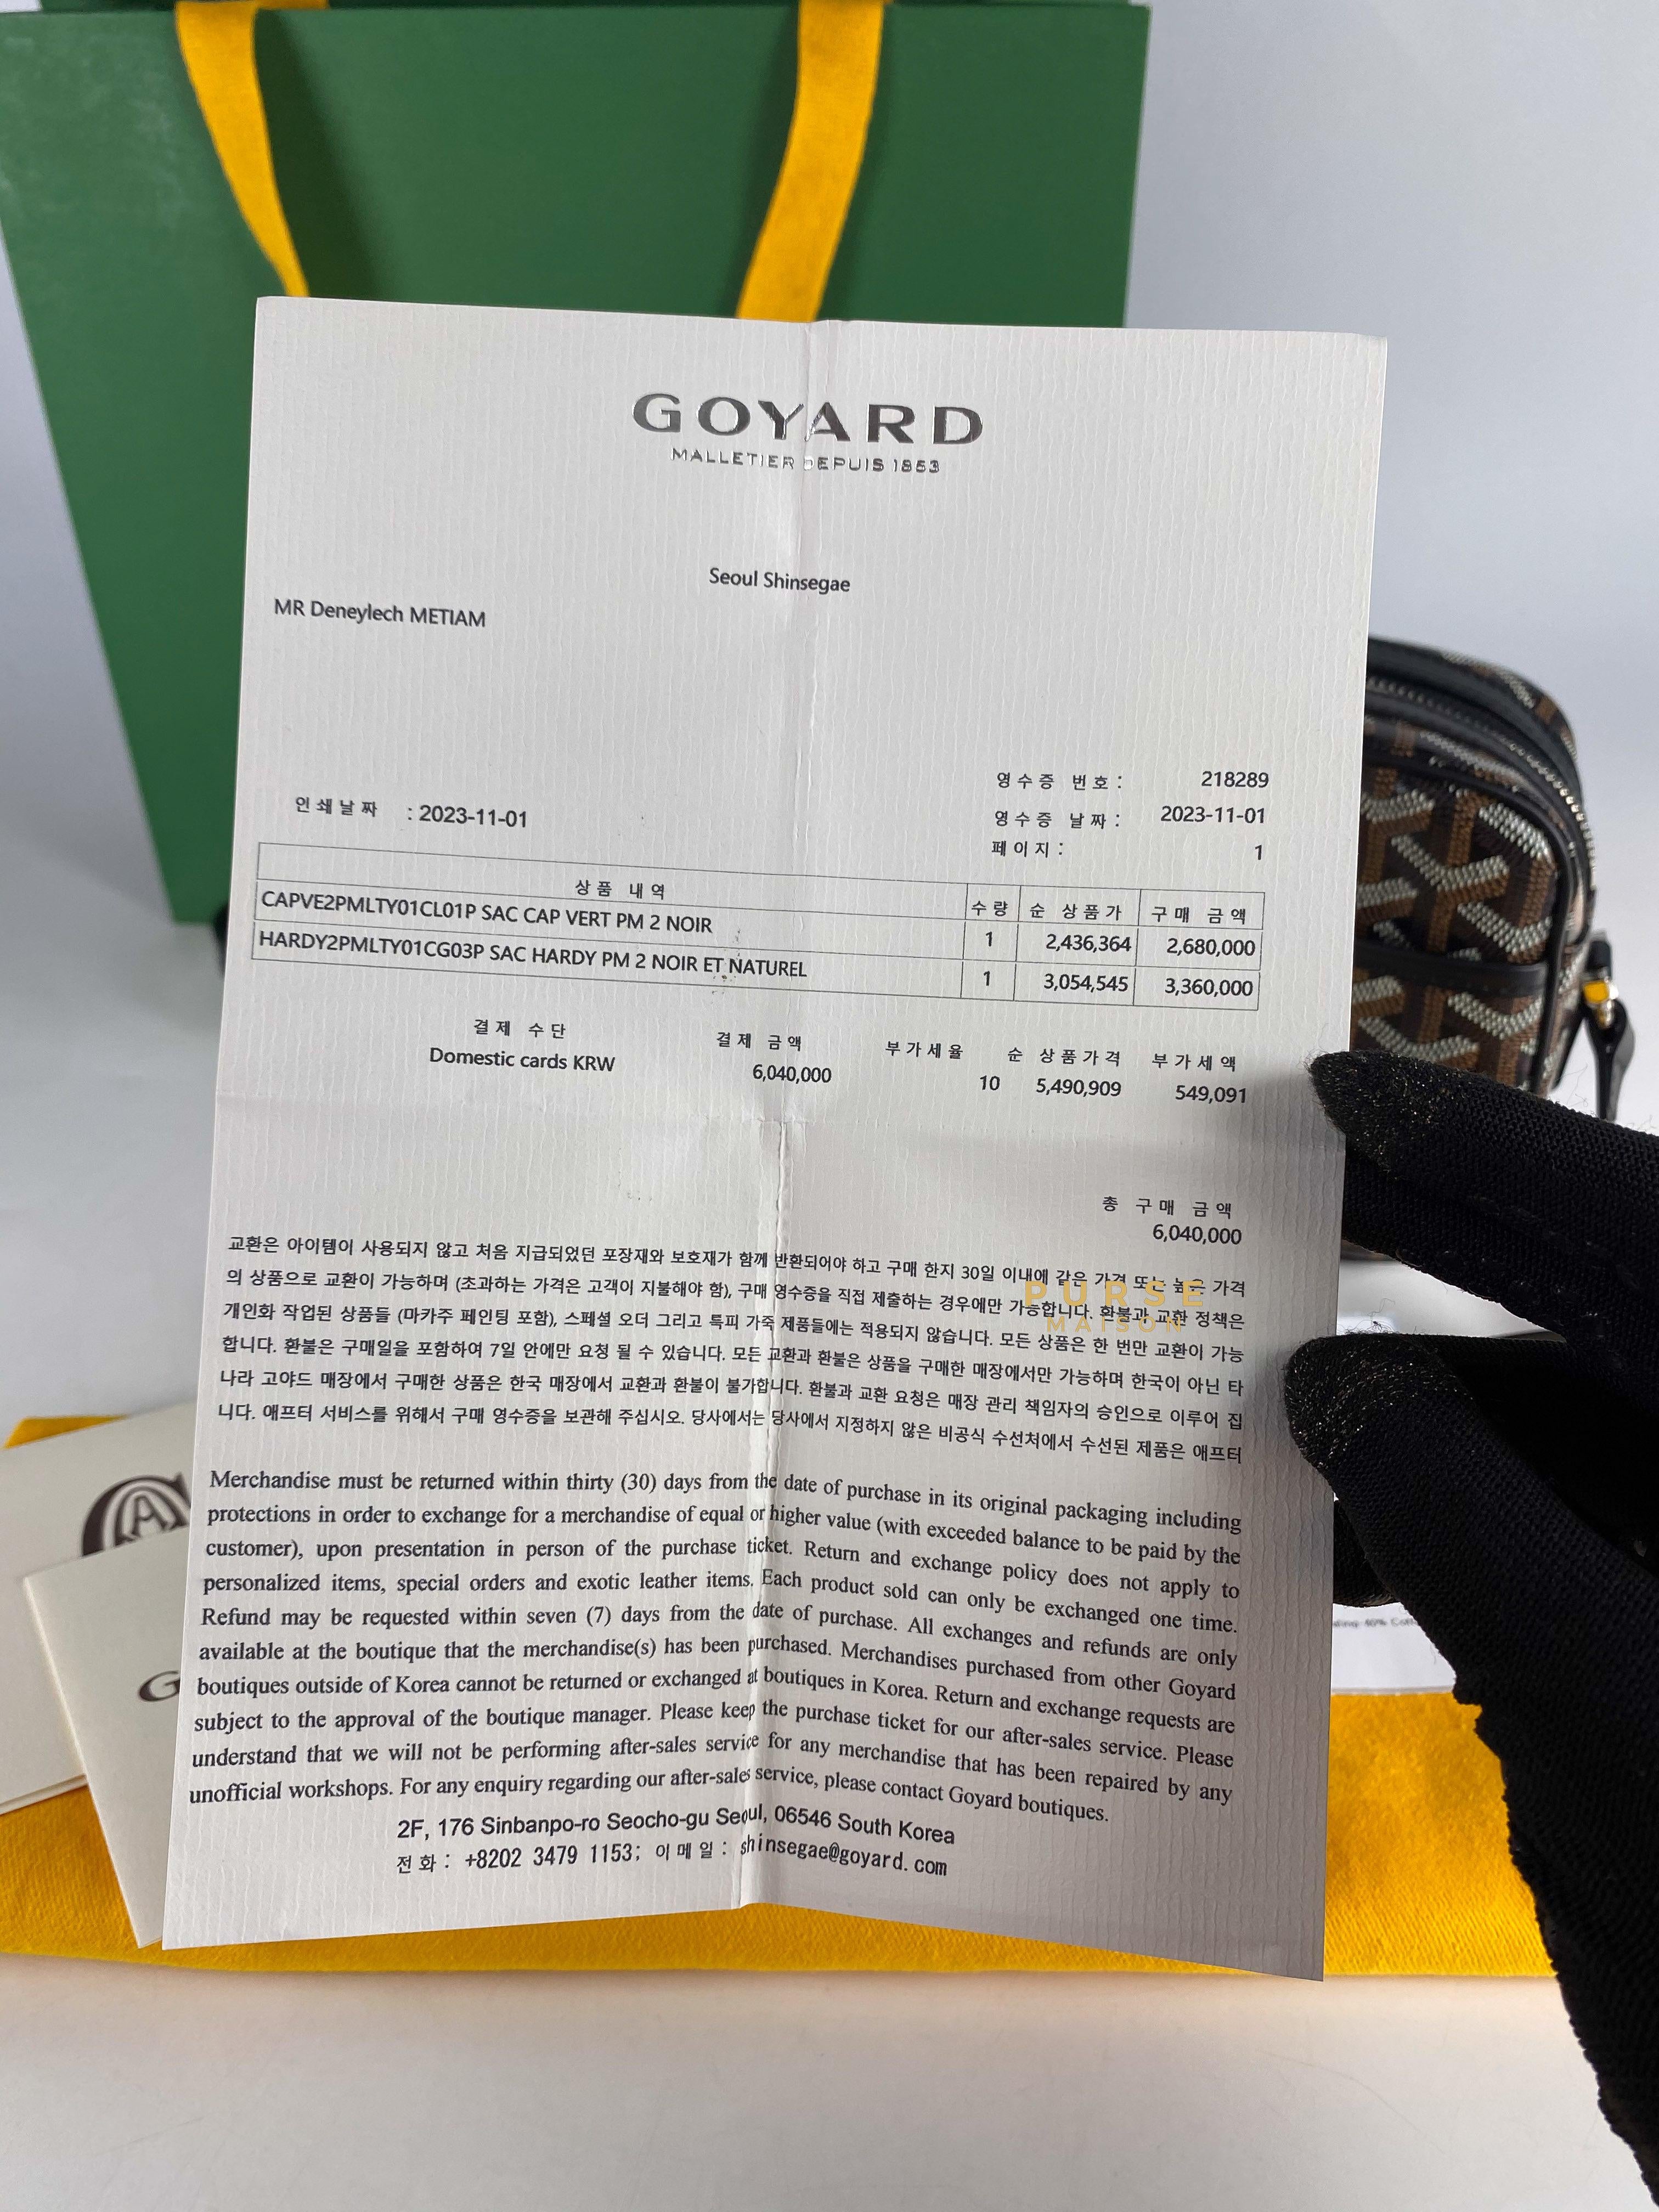 GOYARD
MALLETIER DEPUIS 1853
Seoul Shinsegae
MR Deneylech METIAM
영수증 번호: 218289
인쇄날짜 : 2023-11-01
영수증 날짜: 2023-11-01
페이지: 1
상품 내역 수량 순 상품가 구매 금액
CAPVE2PMLTY01CL01P SAC CAP VERT PM 2 NOIR 1 2,436,364 2,680,000
HARDY2PMLTY01CG03P SAC HARDY PM 2 NOIR ET NATUREL 1 3,054,545 3,360,000
결제 수단 결제 금액 부가세율 순 상품가격 부가세액
Domestic cards KRW 6,040,000 10 5,490,909 549,091
총 구매 금액
6,040,000
교환은 아이템이 사용되지 않고 처음 지급되었던 포장재와 보호재가 함께 반환되어야 하고 구매 한지 30일 이내에 같은 가격 또는 높은 가격
의 상품으로 교환이 가능하며 (초과하는 가격은 고객이 지불해야 함), 구매 영수증을 직접 제출하는 경우에만 가능합니다. 환불과 교환 정책은
개인화 작업된 상품들 (마카주 페인팅 포함), 스페셜 오더 그리고 특피 가죽 제품들에는 적용되지 않습니다. 모든 상품은 한 번만 교환이 가능
합니다. 환불은 구매일을 포함하여 7일 안에만 요청 될 수 있습니다. 모든 교환과 환불은 상품을 구매한 매장에서만 가능하며 한국이 아닌 타
나라 고야드 매장에서 구매한 상품은 한국 매장에서 교환과 환불이 불가합니다. 환불과 교환 요청은 매장 관리 책임자의 승인으로 이루어 집
니다. 애프터 서비스를 위해서 구매 영수증을 보관해 주십시오. 당사에서는 당사에서 지정하지 않은 비공식 수선처에서 수선된 제품은 애프터
PURSE
MAISON
Merchandise must be returned within thirty (30) days from the date of purchase in its original packaging including
protections in order to exchange for a merchandise of equal or higher value (with exceeded balance to be paid by the
customer), upon presentation in person of the purchase ticket. Return and exchange policy does not apply to
personalized items, special orders and exotic leather items. Each product sold can only be exchanged one time.
Refund may be requested within seven (7) days from the date of purchase. All exchanges and refunds are only
available at the boutique that the merchandise(s) has been purchased. Merchandises purchased from other Goyard
boutiques outside of Korea cannot be returned or exchanged at boutiques in Korea. Return and exchange requests are
subject to the approval of the boutique manager. Please keep the purchase ticket for our after-sales service. Please
understand that we will not be performing after-sales service for any merchandise that has been repaired by any
unofficial workshops. For any enquiry regarding our after-sales service, please contact Goyard boutiques.
2F, 176 Sinbanpo-ro Seocho-gu Seoul, 06546 South Korea
전화: +8202 3479 1153; 이메일: shinsegae@goyard.com